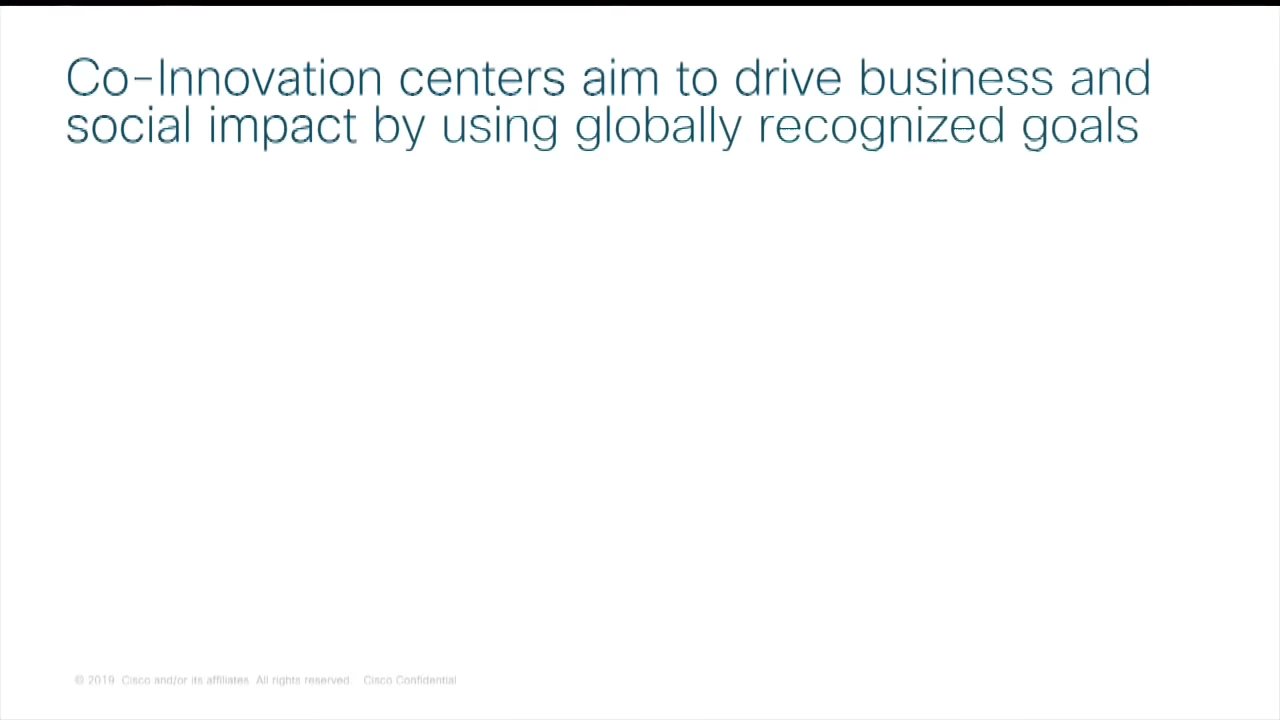 Co-Innovation centers aim to drive business and
social impact by using globally recognized goals
© 2019 Cisco and/or its affiliates. All rights reserved. Cisco Confidential